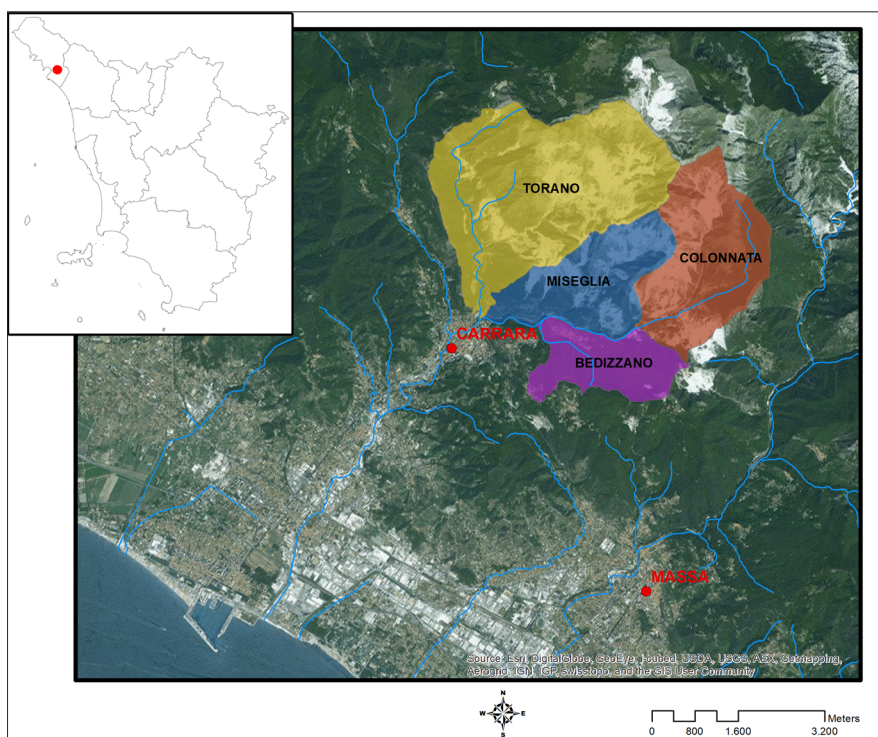 TORANO
COLONNATA
MISEGLIA
CARRARA
BEDIZZANO
MASSA
Source: Esri, DigitalGlobe, GeoEye, i-cubed, USDA, USGS, AEX, Getmapping,
Aerogrid, IGN, IGP, swisstopo, and the GIS User Community
N
W E
S
Meters
0 800 1.600 3.200